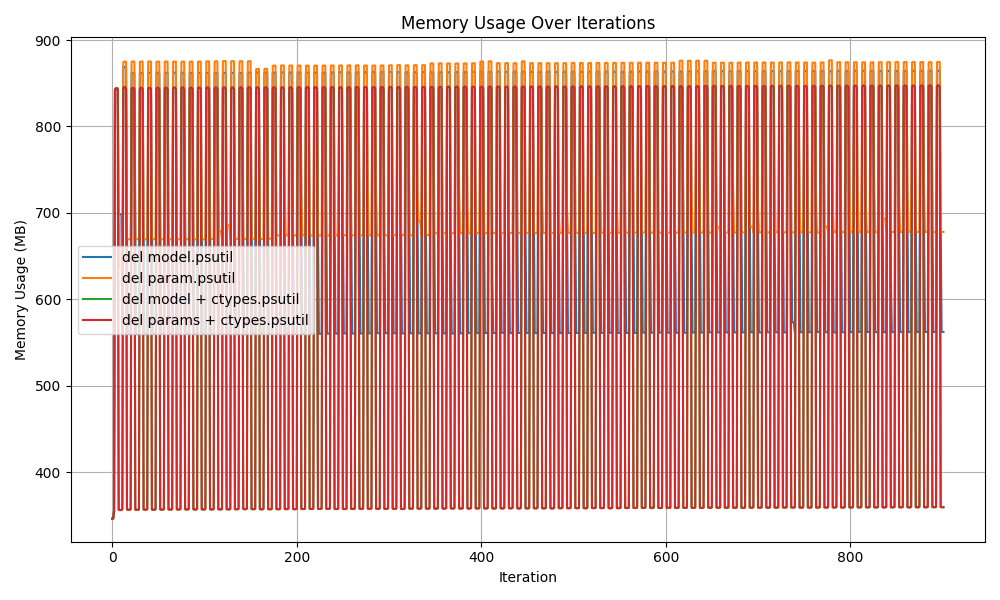 Memory Usage Over Iterations
900
800
700
600
500
400
Memory Usage (MB)
del model.psutil
del param.psutil
del model + ctypes.psutil
del params + ctypes.psutil
0 200 400 600 800
Iteration